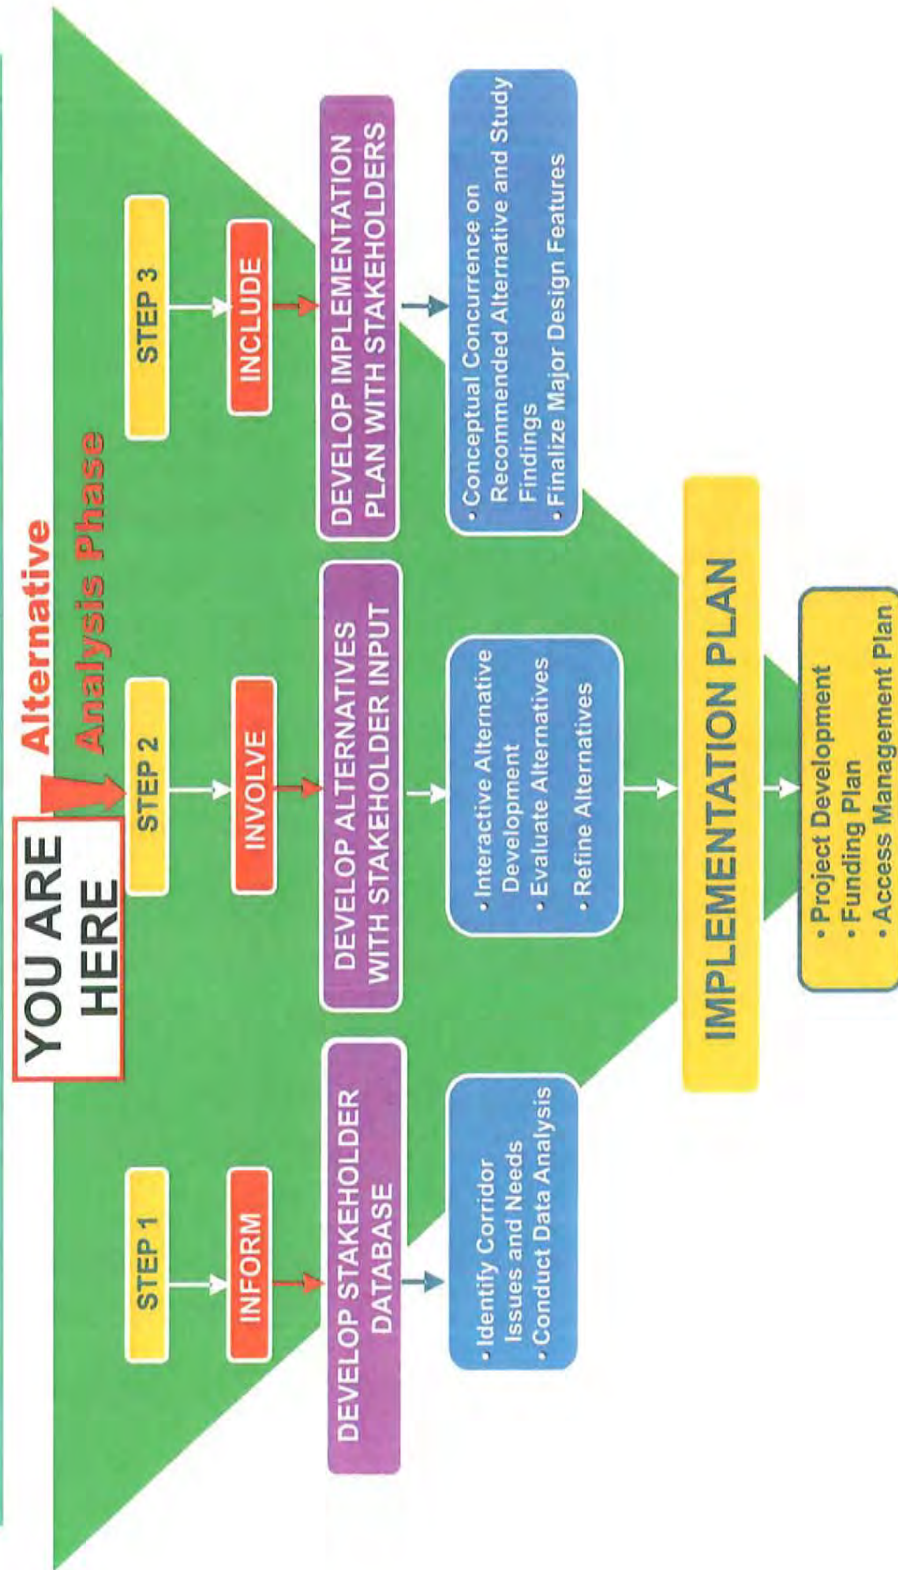 Alternative
Analysis Phase
YOU ARE
HERE
STEP 1
INFORM
DEVELOP STAKEHOLDER
DATABASE
• Identify Corridor
Issues and Needs
• Conduct Data Analysis
STEP 2
INVOLVE
DEVELOP ALTERNATIVES
WITH STAKEHOLDER INPUT
• Interactive Alternative
Development
• Evaluate Alternatives
• Refine Alternatives
STEP 3
INCLUDE
DEVELOP IMPLEMENTATION
PLAN WITH STAKEHOLDERS
• Conceptual Concurrence on
Recommended Alternative and Study
Findings
• Finalize Major Design Features
IMPLEMENTATION PLAN
• Project Development
• Funding Plan
• Access Management Plan